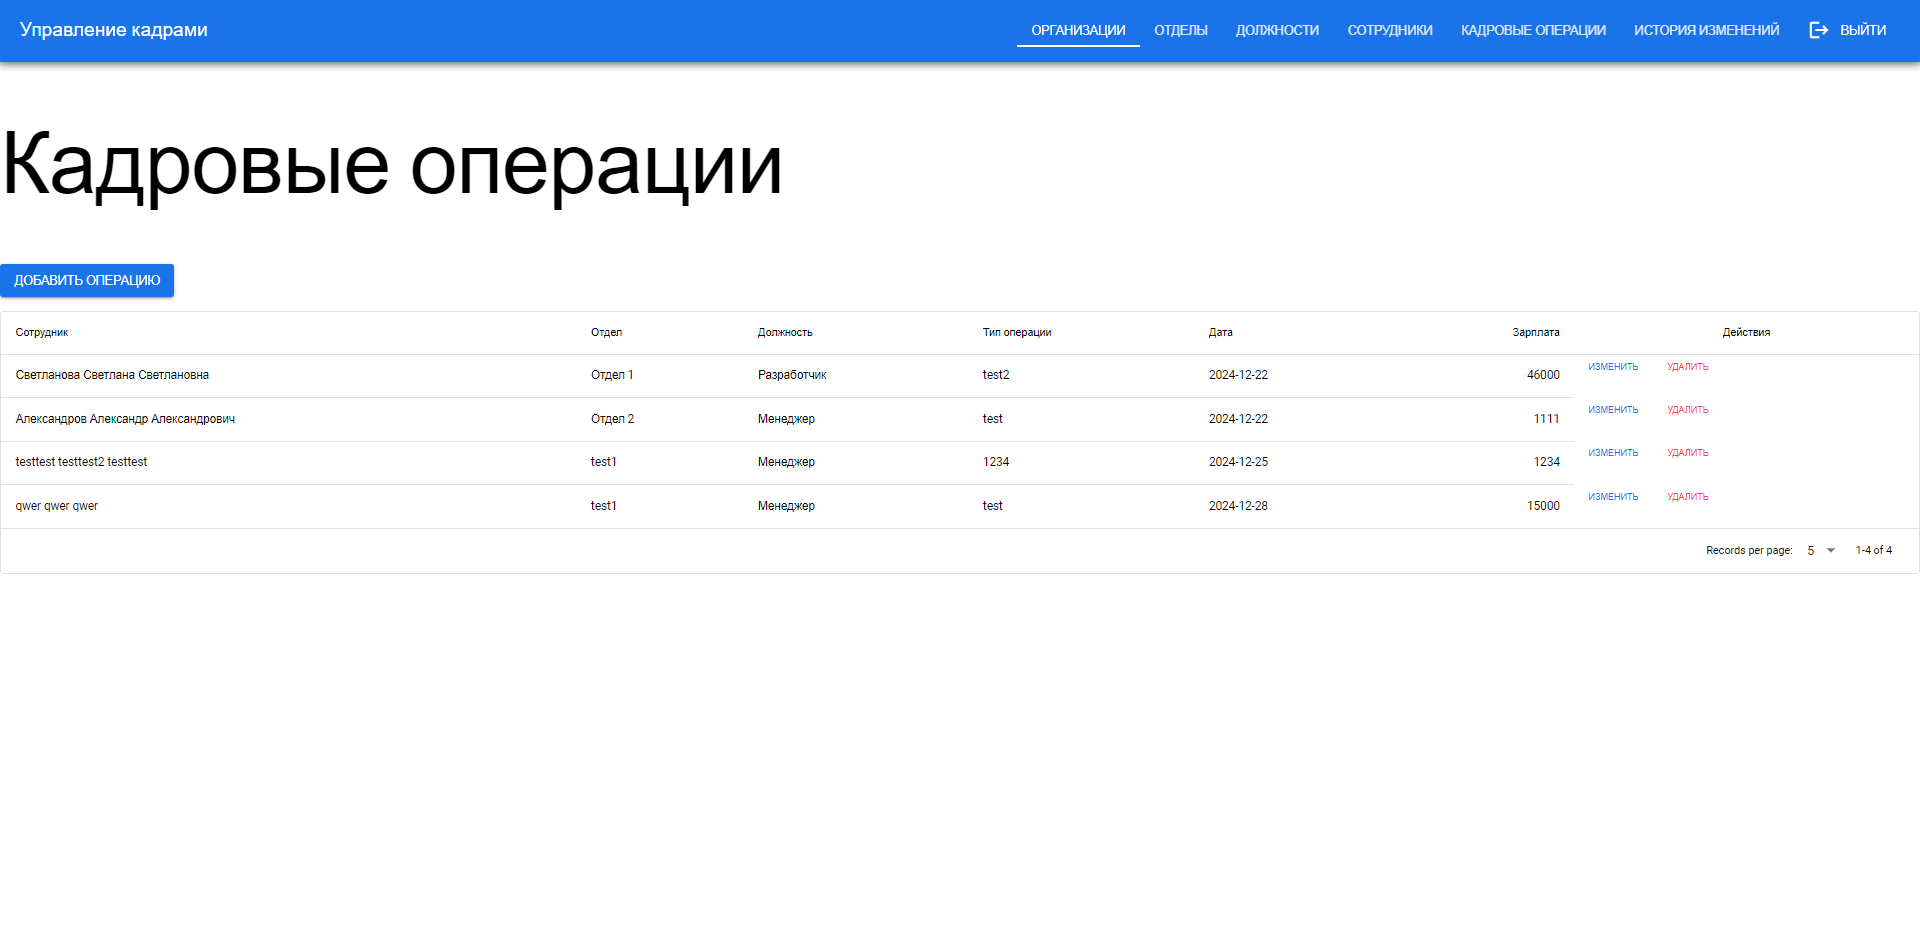 Управление кадрами ОРГАНИЗАЦИИ ОТДЕЛЫ ДОЛЖНОСТИ СОТРУДНИКИ КАДРОВЫЕ ОПЕРАЦИИ ИСТОРИЯ ИЗМЕНЕНИЙ ВЫЙТИ
Кадровые операции
ДОБАВИТЬ ОПЕРАЦИЮ
Сотрудник Отдел Должность Тип операции Дата Зарплата Действия
Светланова Светлана Светлановна Отдел 1 Разработчик test2 2024-12-22 46000 ИЗМЕНИТЬ УДАЛИТЬ
Александров Александр Александрович Отдел 2 Менеджер test 2024-12-22 1111 ИЗМЕНИТЬ УДАЛИТЬ
testtest testtest2 testtest test1 Менеджер 1234 2024-12-25 1234 ИЗМЕНИТЬ УДАЛИТЬ
qwer qwer qwer test1 Менеджер test 2024-12-28 15000 ИЗМЕНИТЬ УДАЛИТЬ
Records per page: 5 1-4 of 4